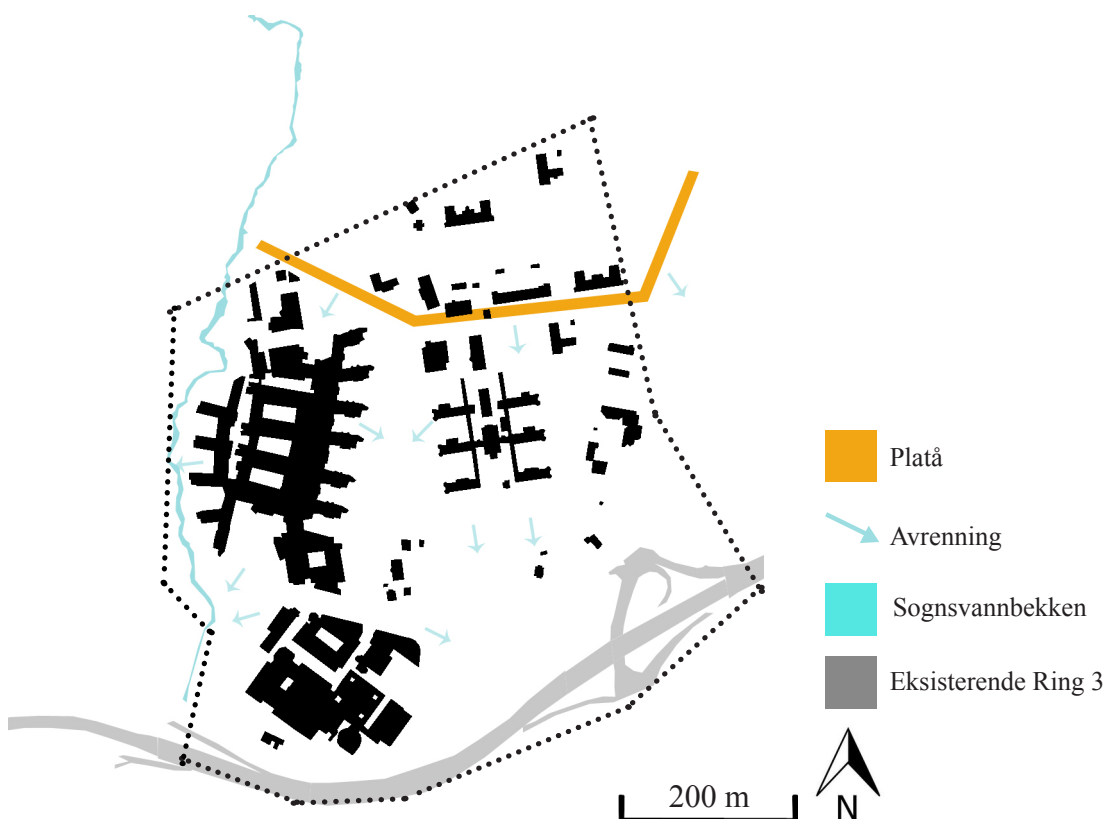 Platå
Avrenning
Sognsvannbekken
Eksisterende Ring 3
200 m
N